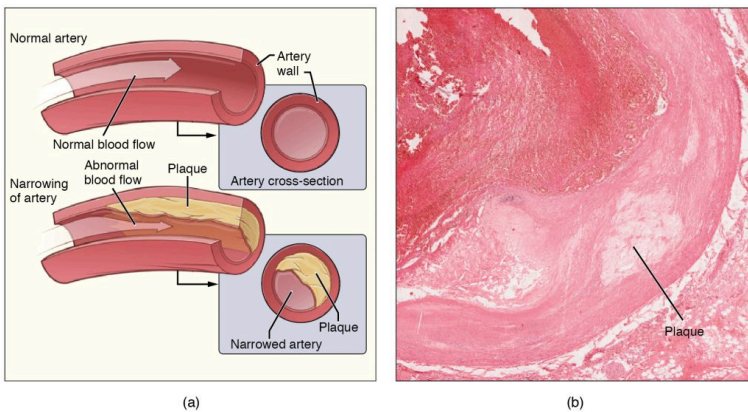 Normal artery
Artery
wall
Normal blood flow
Artery cross-section
Abnormal
blood flow
Plaque
Narrowing
of artery
Plaque
Narrowed artery
Plaque
(a)
(b)